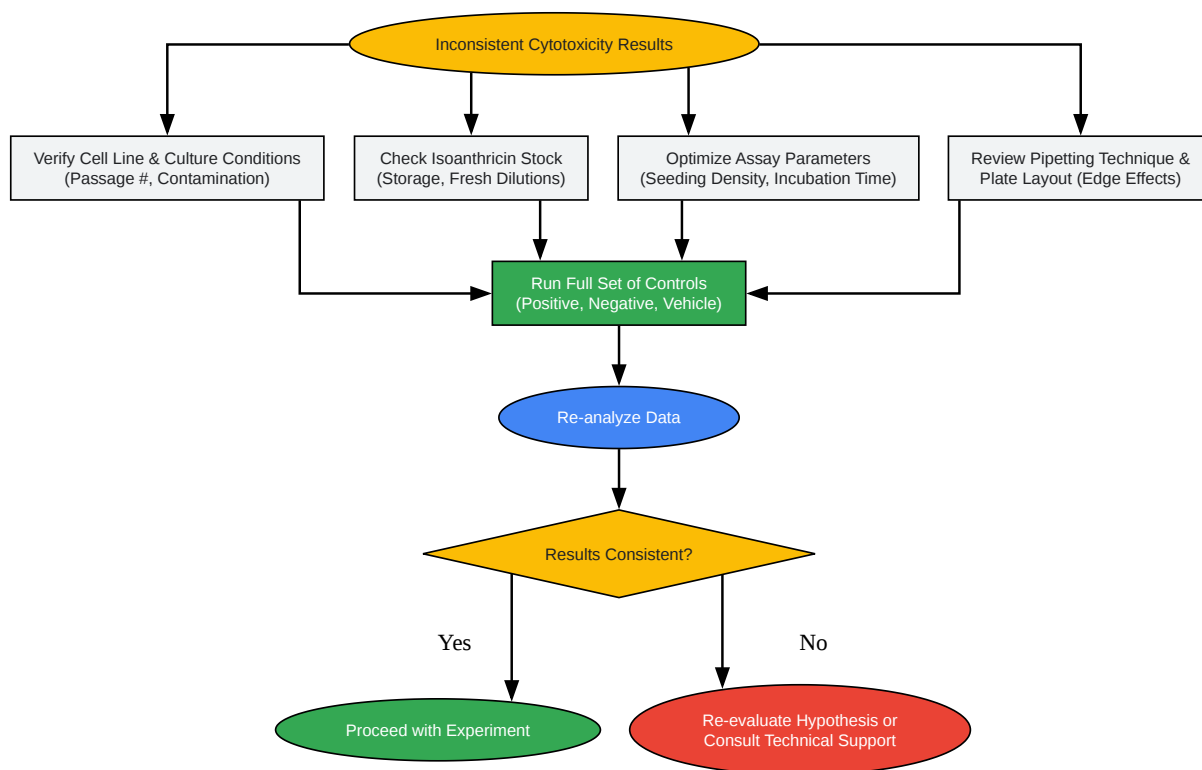 Inconsistent Cytotoxicity Results
Verify Cell Line & Culture Conditions
(Passage #, Contamination)
Check Isoanthricin Stock
(Storage, Fresh Dilutions)
Optimize Assay Parameters
(Seeding Density, Incubation Time)
Review Pipetting Technique &
Plate Layout (Edge Effects)
Run Full Set of Controls
(Positive, Negative, Vehicle)
Re-analyze Data
Results Consistent?
Yes
No
Proceed with Experiment
Re-evaluate Hypothesis or
Consult Technical Support